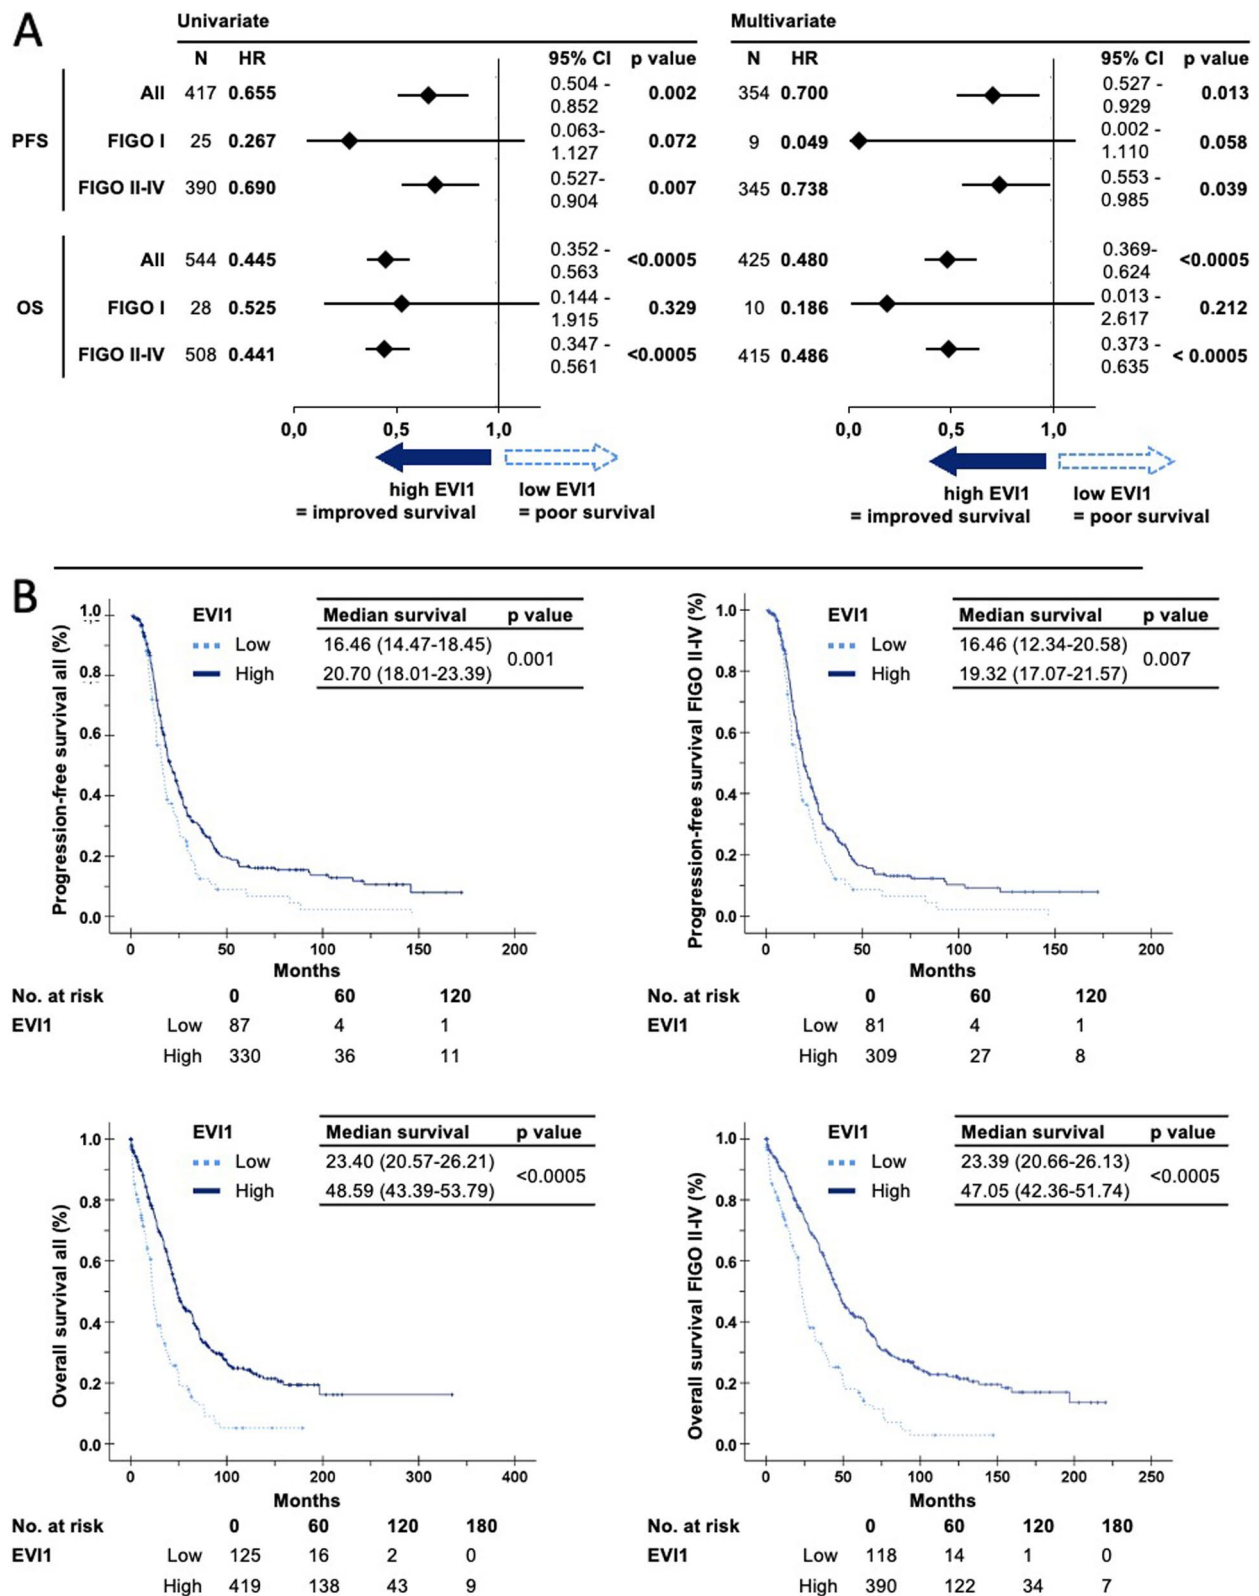 A
Univariate Multivariate
N HR 95% CI p value N HR 95% CI p value
PFS
All 417 0.655 0.504 - 0.852 0.002 354 0.700 0.527 - 0.929 0.013
FIGO I 25 0.267 0.063- 1.127 0.072 9 0.049 0.002 - 1.110 0.058
FIGO II-IV 390 0.690 0.527- 0.904 0.007 345 0.738 0.553 - 0.985 0.039
OS
All 544 0.445 0.352 - 0.563 <0.0005 425 0.480 0.369- 0.624 <0.0005
FIGO I 28 0.525 0.144 - 1.915 0.329 10 0.186 0.013 - 2.617 0.212
FIGO II-IV 508 0.441 0.347 - 0.561 <0.0005 415 0.486 0.373 - 0.635 < 0.0005
0,0 0,5 1,0 0,0 0,5 1,0
high EVI1 low EVI1 high EVI1 low EVI1
= improved survival = poor survival = improved survival = poor survival
B
Progression-free survival all (%)
1.0
0.8
0.6
0.4
0.2
0.0
EVI1
Low
High
Median survival p value
16.46 (14.47-18.45)
0.001
20.70 (18.01-23.39)
0 50 100 150 200
Months
No. at risk 0 60 120
EVI1 Low 87 4 1
High 330 36 11
Progression-free survival FIGO II-IV (%)
1.0
0.8
0.6
0.4
0.2
0.0
EVI1
Low
High
Median survival p value
16.46 (12.34-20.58)
0.007
19.32 (17.07-21.57)
0 50 100 150 200
Months
No. at risk 0 60 120
EVI1 Low 81 4 1
High 309 27 8
Overall survival all (%)
1.0
0.8
0.6
0.4
0.2
0.0
EVI1
Low
High
Median survival p value
23.40 (20.57-26.21)
<0.0005
48.59 (43.39-53.79)
0 100 200 300 400
Months
No. at risk 0 60 120 180
EVI1 Low 125 16 2 0
High 419 138 43 9
Overall survival FIGO II-IV (%)
1.0
0.8
0.6
0.4
0.2
0.0
EVI1
Low
High
Median survival p value
23.39 (20.66-26.13)
<0.0005
47.05 (42.36-51.74)
0 50 100 150 200 250
Months
No. at risk 0 60 120 180
EVI1 Low 118 14 1 0
High 390 122 34 7